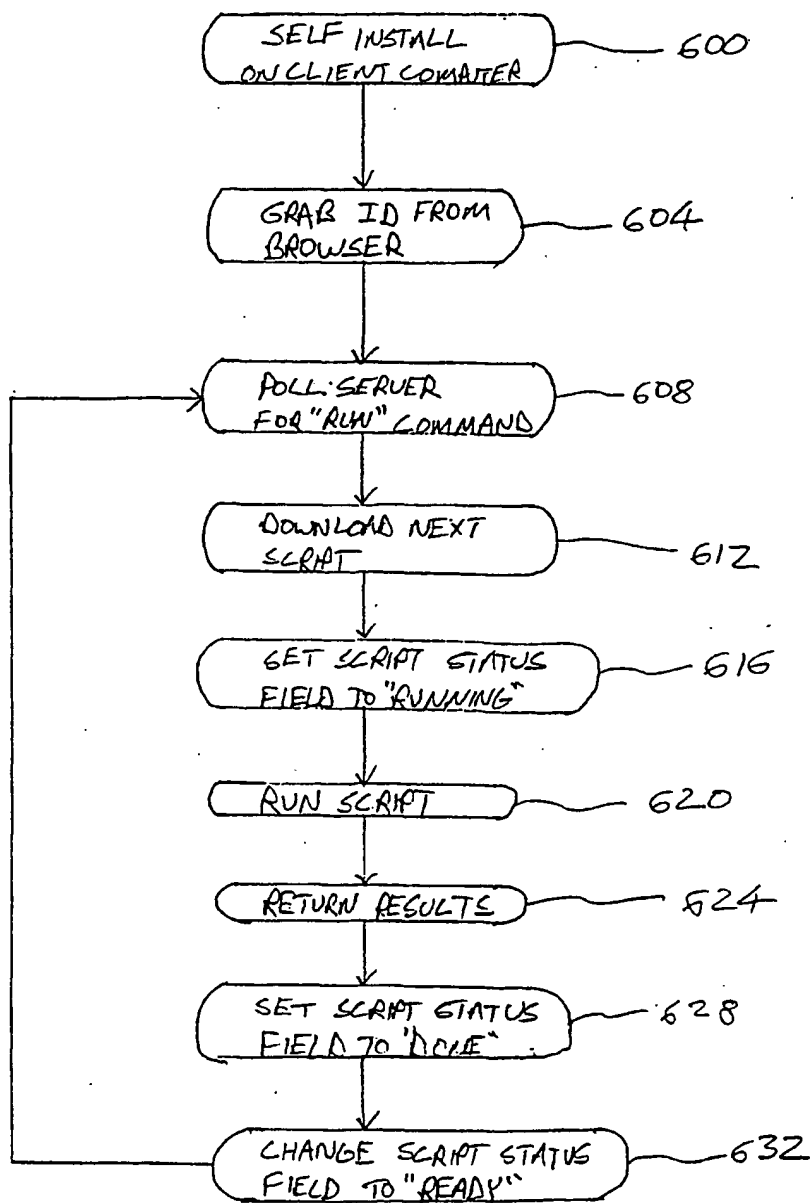 SELF INSTALL
ON CLIENT COMPUTER
600
GRAB ID FROM
BROWSER
604
POLL SERVER
FOR "RUN" COMMAND
608
DOWNLOAD NEXT
SCRIPT
612
SET SCRIPT STATUS
FIELD TO "RUNNING"
616
RUN SCRIPT
620
RETURN RESULTS
624
SET SCRIPT STATUS
FIELD TO "DONE"
628
CHANGE SCRIPT STATUS
FIELD TO "READY"
632